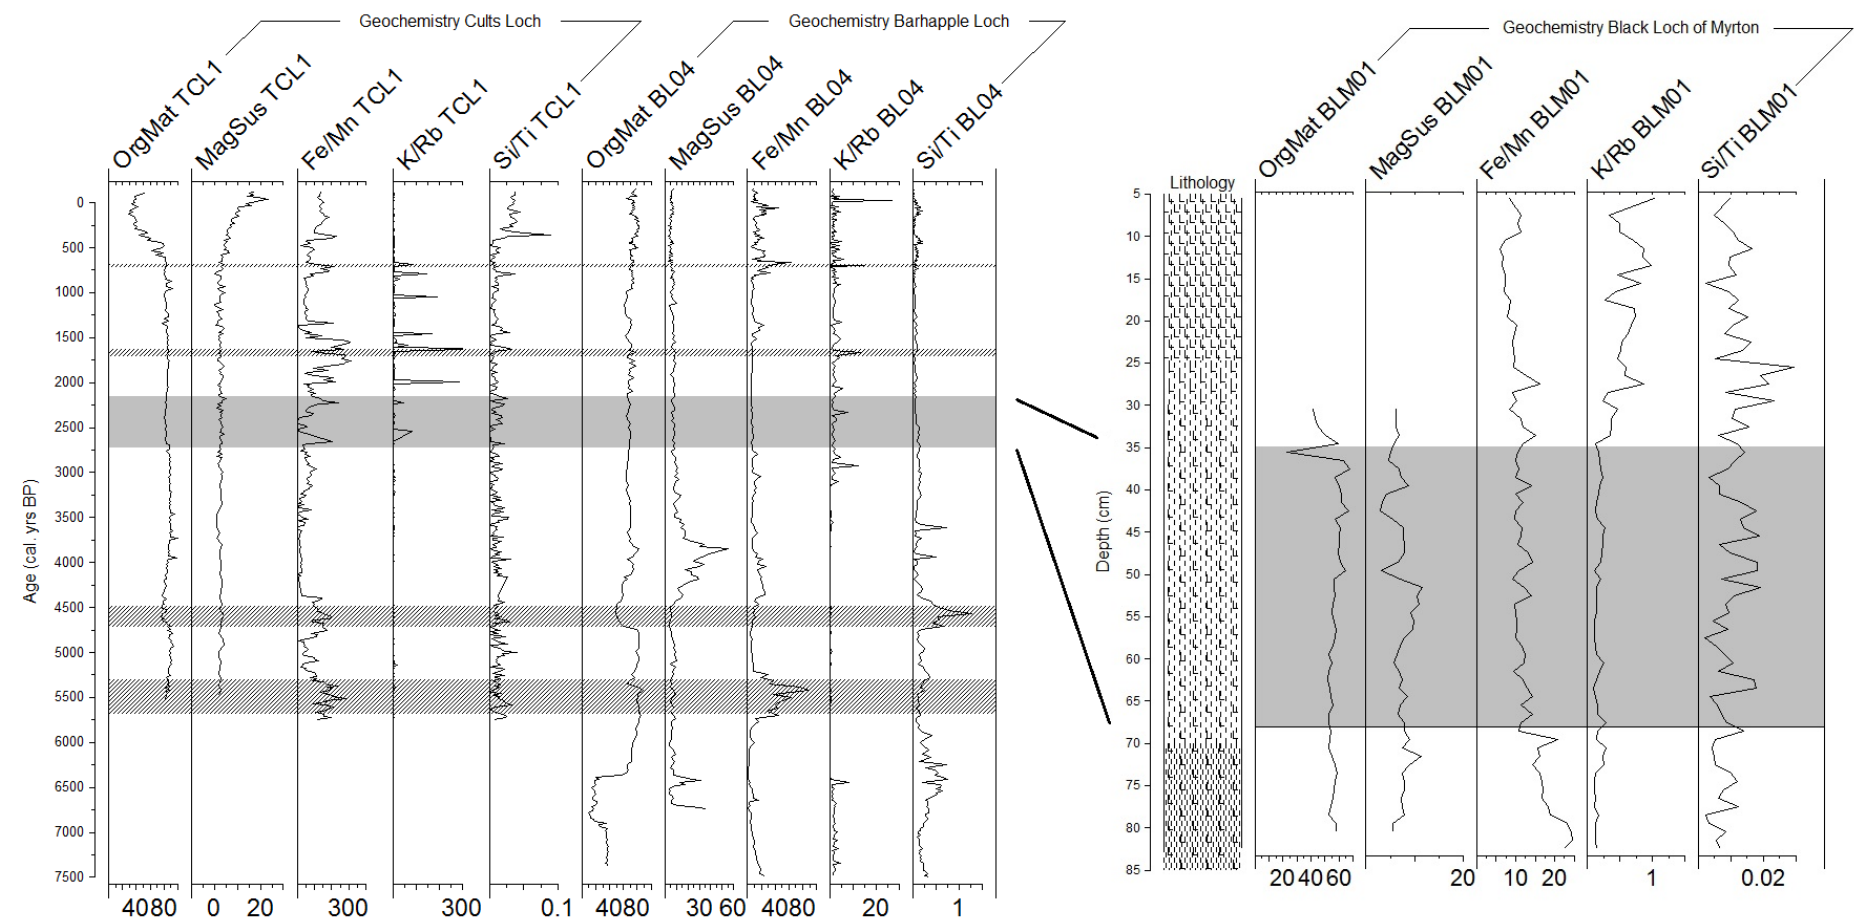 Geochemistry Cults Loch
Geochemistry Barhapple Loch
Geochemistry Black Loch of Myrton
OrgMat TCL1
MagSus TCL1
Fe/Mn TCL1
K/Rb TCL1
Si/Ti TCL1
OrgMat BL04
MagSus BL04
Fe/Mn BL04
K/Rb BL04
Si/Ti BL04
OrgMat BLM01
MagSus BLM01
Fe/Mn BLM01
K/Rb BLM01
Si/Ti BLM01
Lithology
Age (cal. yrs BP)
0
500
1000
1500
2000
2500
3000
3500
4000
4500
5000
5500
6000
6500
7000
7500
4080 0 20 300 300 0.1 4080 30 60 4080 20 1
Depth (cm)
5
10
15
20
25
30
35
40
45
50
55
60
65
70
75
80
85
20 40 60 20 10 20 1 0.02